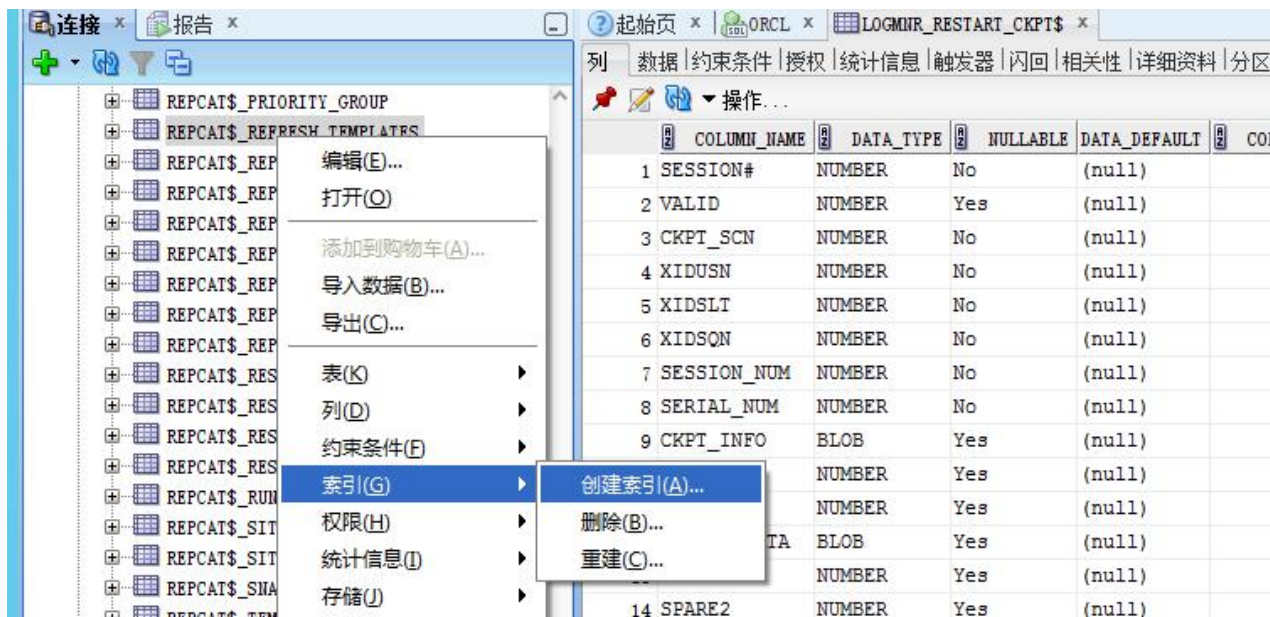 连接 × 报告 ×
REPCAT$_PRIORITY_GROUP
REPCAT$_REFRESH_TEMPLATES
REPCAT$_REP
REPCAT$_REP
REPCAT$_REP
REPCAT$_REP
REPCAT$_REP
REPCAT$_REP
REPCAT$_REP
REPCAT$_RES
REPCAT$_RES
REPCAT$_RES
REPCAT$_RES
REPCAT$_RUN
REPCAT$_SIT
REPCAT$_SIT
REPCAT$_SNA
REPCAT$_TEM
编辑(E)...
打开(O)
添加到购物车(A)...
导入数据(B)...
导出(C)...
表(K)
列(D)
约束条件(F)
索引(G)
权限(H)
统计信息(I)
存储(J)
创建索引(A)...
删除(B)...
重建(C)...
起始页 × ORCL × LOGMNR_RESTART_CKPT$ ×
列 数据 约束条件 授权 统计信息 触发器 闪回 相关性 详细资料 分区
操作...
COLUMN_NAME DATA_TYPE NULLABLE DATA_DEFAULT COL
1 SESSION# NUMBER No (null)
2 VALID NUMBER Yes (null)
3 CKPT_SCN NUMBER No (null)
4 XIDUSN NUMBER No (null)
5 XIDSLT NUMBER No (null)
6 XIDSQN NUMBER No (null)
7 SESSION_NUM NUMBER No (null)
8 SERIAL_NUM NUMBER No (null)
9 CKPT_INFO BLOB Yes (null)
NUMBER Yes (null)
NUMBER Yes (null)
TA BLOB Yes (null)
NUMBER Yes (null)
14 SPARE2 NUMBER Yes (null)